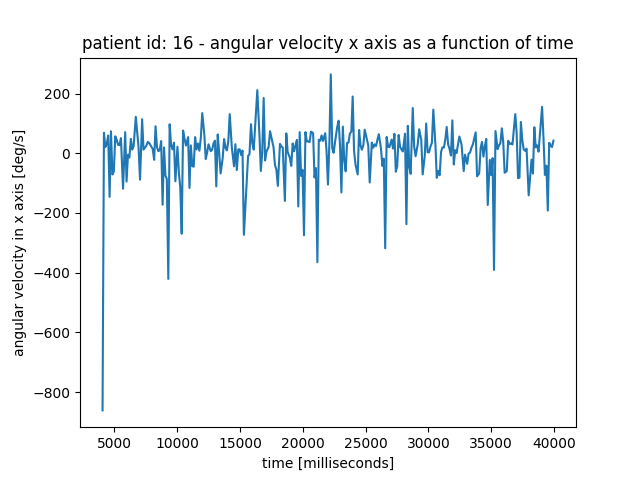 patient id: 16 - angular velocity x axis as a function of time
angular velocity in x axis [deg/s]
200
0
−200
−400
−600
−800
5000 10000 15000 20000 25000 30000 35000 40000
time [milliseconds]